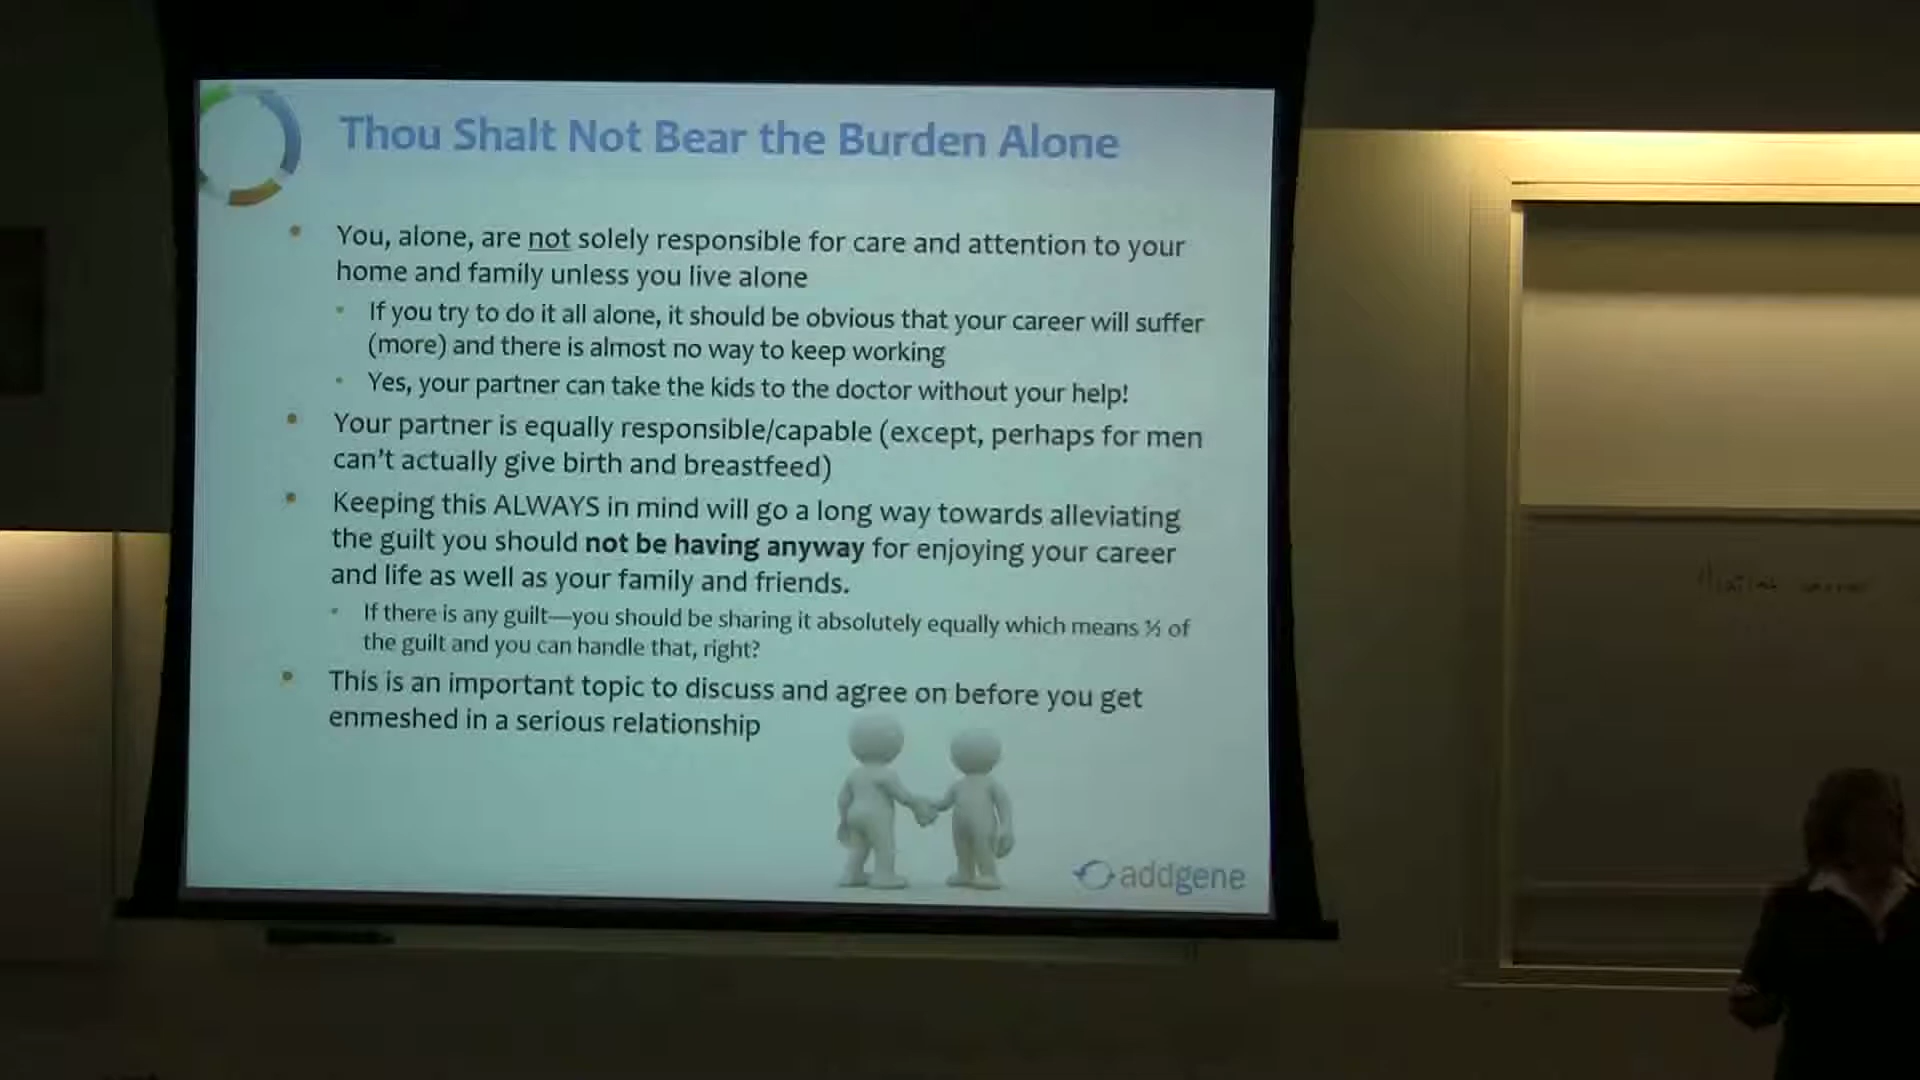 Thou Shalt Not Bear the Burden Alone
• You, alone, are not solely responsible for care and attention to your
home and family unless you live alone
• If you try to do it all alone, it should be obvious that your career will suffer
(more) and there is almost no way to keep working
• Yes, your partner can take the kids to the doctor without your help!
• Your partner is equally responsible/capable (except, perhaps for men
can't actually give birth and breastfeed)
• Keeping this ALWAYS in mind will go a long way towards alleviating
the guilt you should not be having anyway for enjoying your career
and life as well as your family and friends.
• If there is any guilt—you should be sharing it absolutely equally which means ½ of
the guilt and you can handle that, right?
• This is an important topic to discuss and agree on before you get
enmeshed in a serious relationship
addgene